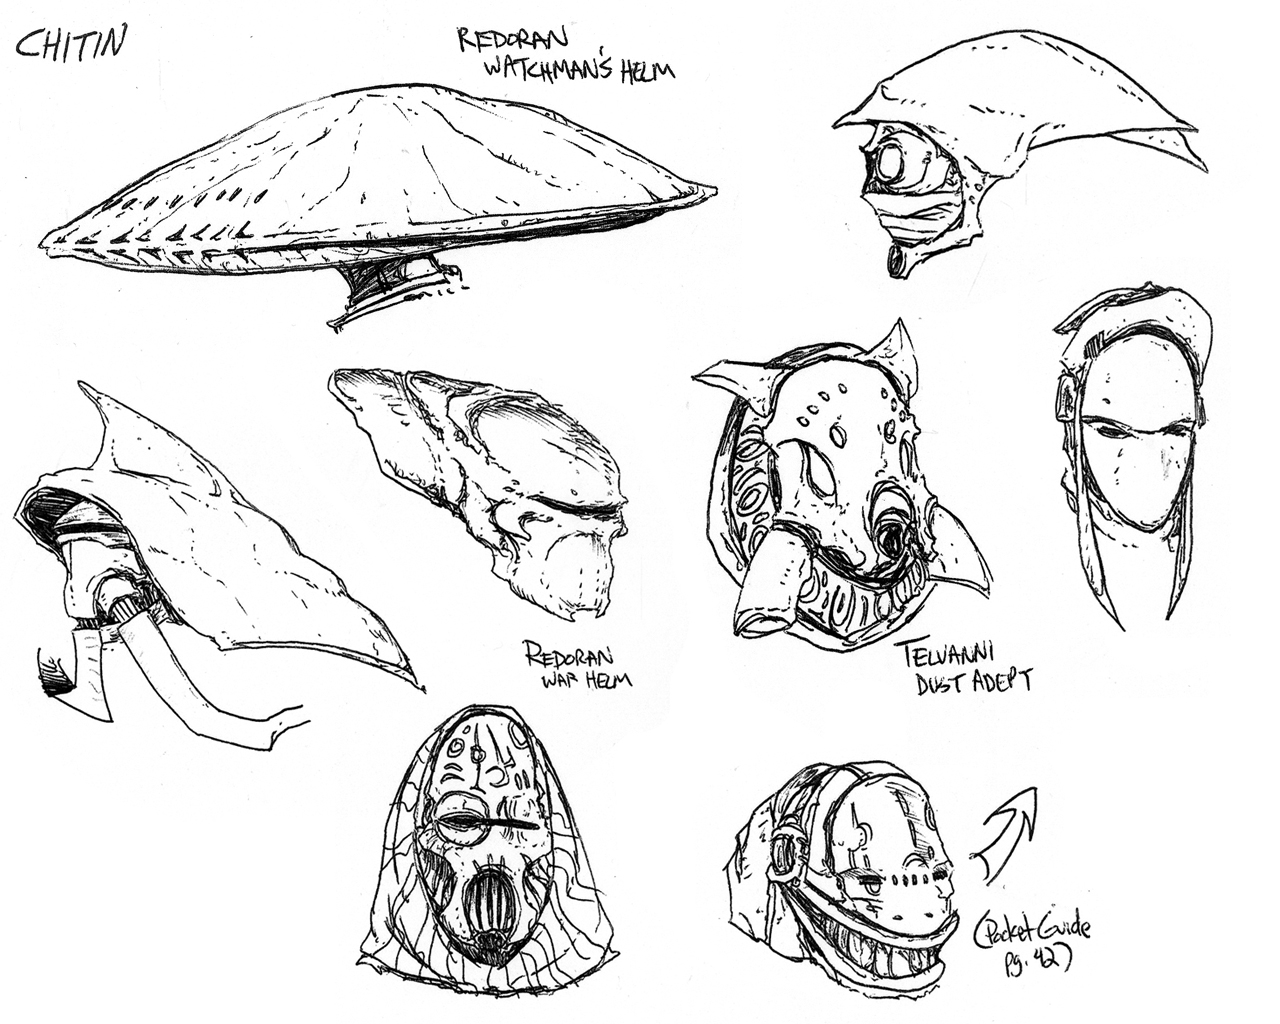 CHITIN
REDORAN
WATCHMAN'S HELM
REDORAN
WAR HELM
TELVANNI
DUST ADEPT
(Pocket Guide
pg. 42)